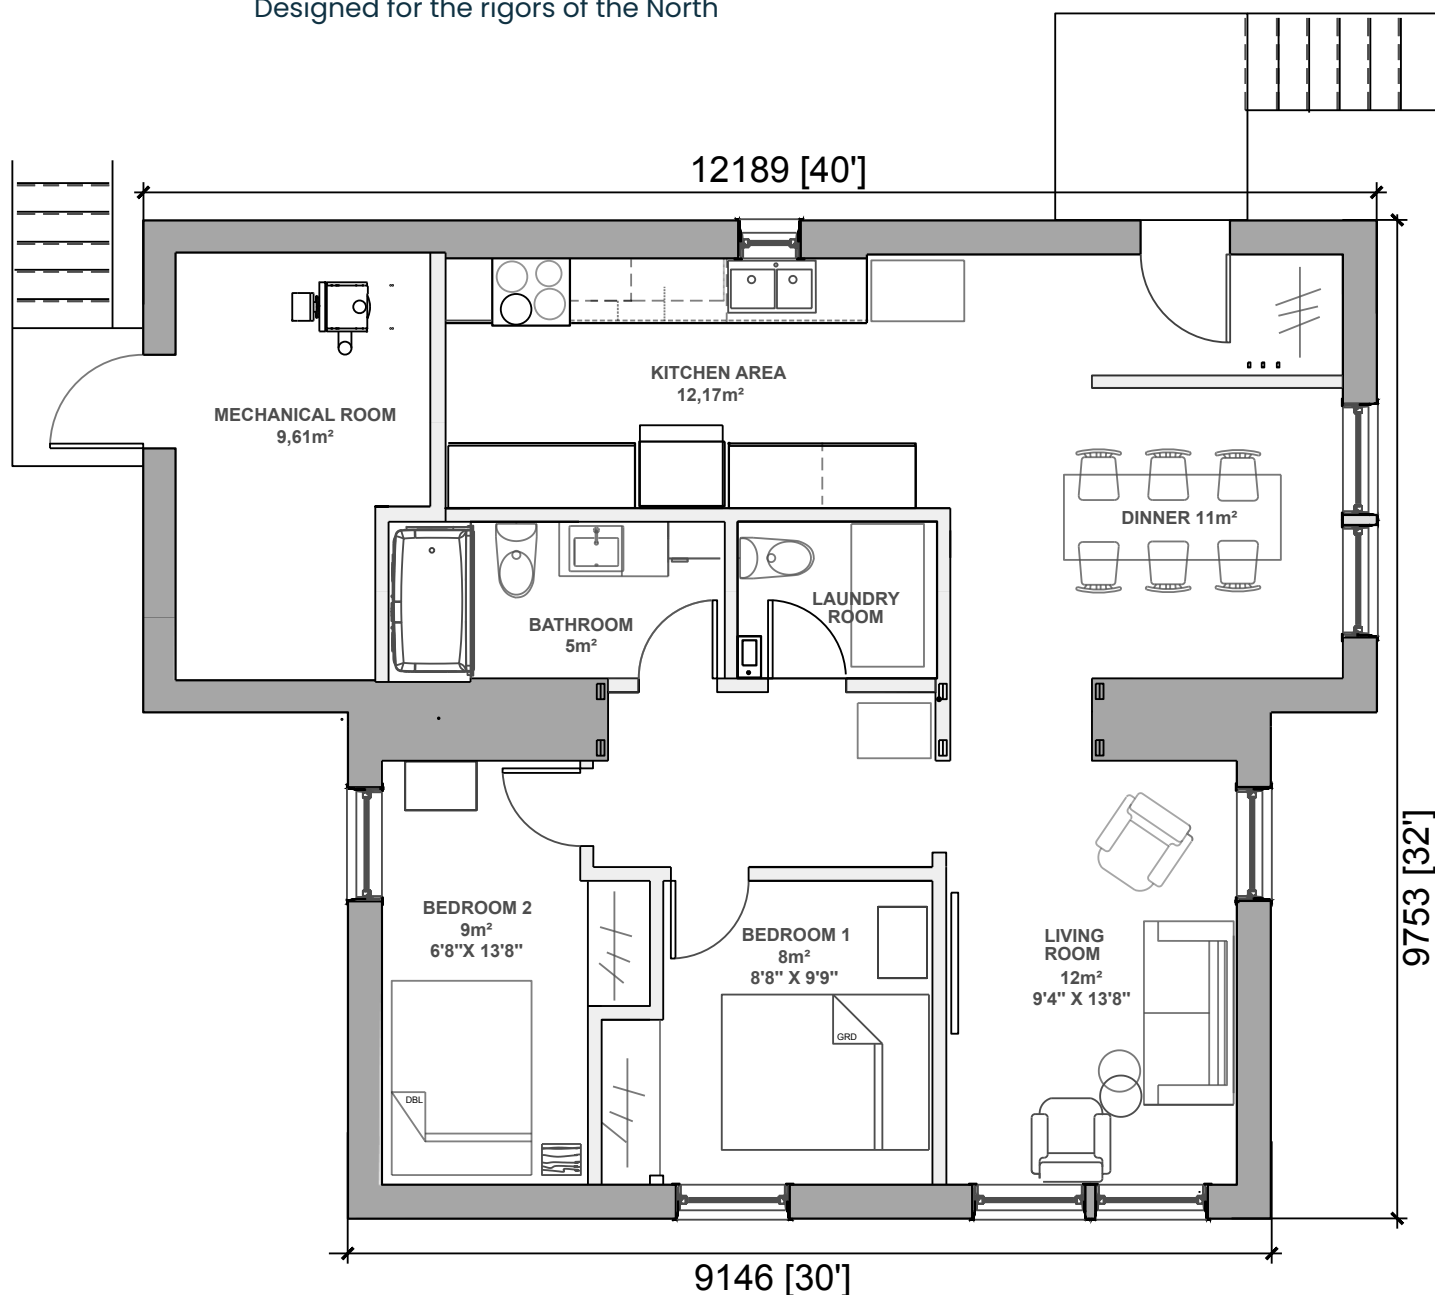 Designed for the rigors of the North
12189 [40']
KITCHEN AREA
12,17m²
MECHANICAL ROOM
9,61m²
DINNER 11m²
LAUNDRY
ROOM
BATHROOM
5m²
9753 [32']
BEDROOM 2
9m²
6'8"X 13'8"
BEDROOM 1
8m²
8'8" X 9'9"
LIVING
ROOM
12m²
9'4" X 13'8"
GRD
DBL
9146 [30']